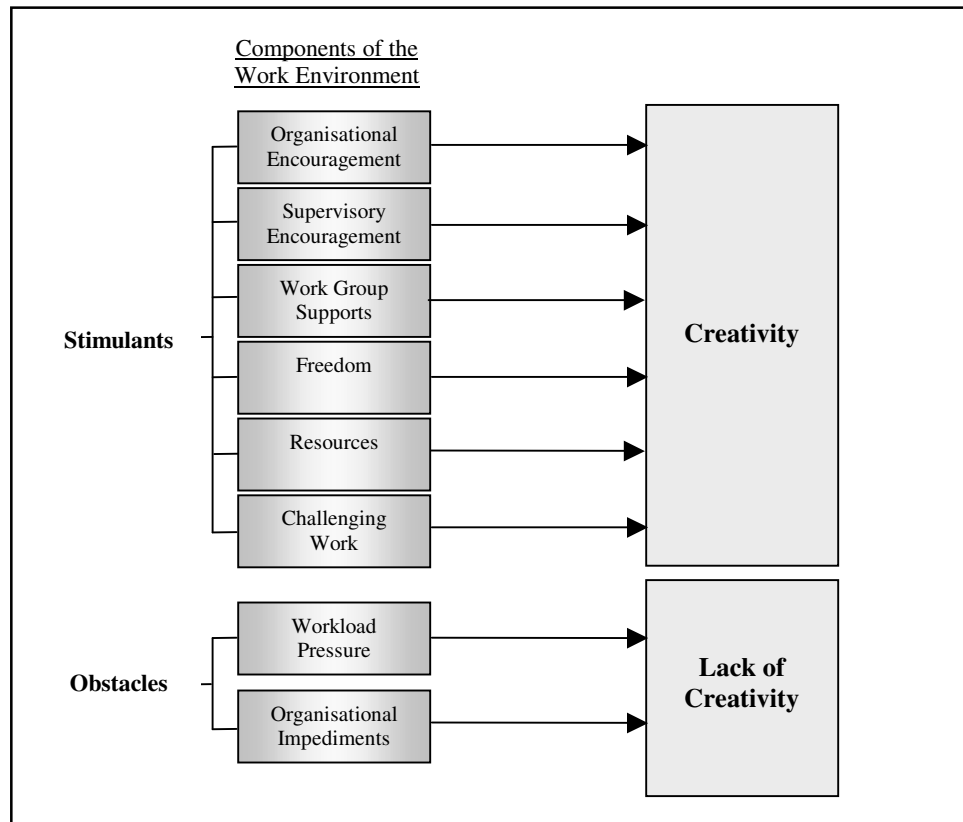 Components of the
Work Environment
Organisational
Encouragement
Supervisory
Encouragement
Work Group
Supports
Stimulants
Creativity
Freedom
Resources
Challenging
Work
Workload
Pressure
Obstacles
Lack of
Creativity
Organisational
Impediments